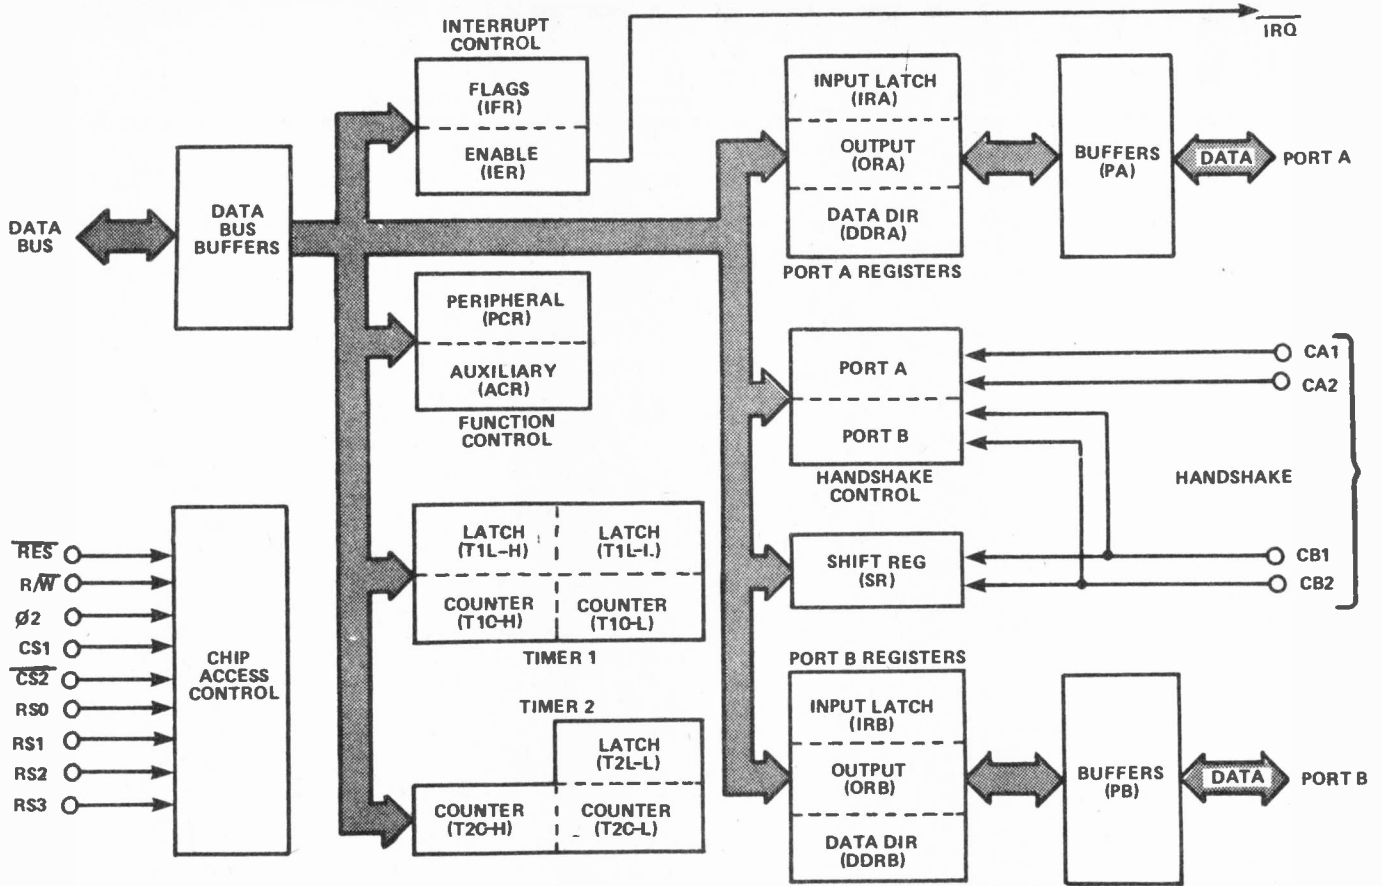 INTERRUPT
CONTROL
FLAGS
(IFR)
ENABLE
(IER)
IRQ
INPUT LATCH
(IRA)
OUTPUT
(ORA)
DATA DIR
(DDRA)
PORT A REGISTERS
BUFFERS
(PA)
DATA
PORT A
DATA
BUS
DATA
BUS
BUFFERS
PERIPHERAL
(PCR)
AUXILIARY
(ACR)
FUNCTION
CONTROL
PORT A
PORT B
HANDSHAKE
CONTROL
CA1
CA2
HANDSHAKE
SHIFT REG
(SR)
CB1
CB2
RES
R/W
Ø2
CS1
CS2
RS0
RS1
RS2
RS3
CHIP
ACCESS
CONTROL
LATCH
(T1L-H)
LATCH
(T1L-L)
COUNTER
(T1C-H)
COUNTER
(T1C-L)
TIMER 1
TIMER 2
LATCH
(T2L-L)
COUNTER
(T2C-H)
COUNTER
(T2C-L)
PORT B REGISTERS
INPUT LATCH
(IRB)
OUTPUT
(ORB)
DATA DIR
(DDRB)
BUFFERS
(PB)
DATA
PORT B